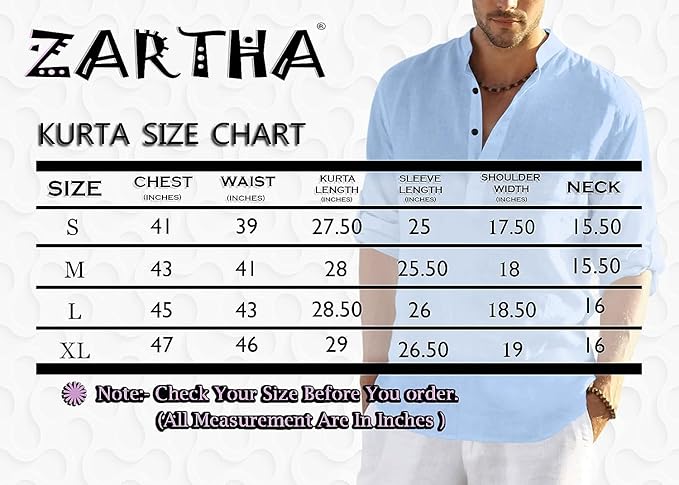 ZARTHA®
KURTA SIZE CHART
SIZE CHEST (INCHES) WAIST (INCHES) KURTA LENGTH (INCHES) SLEEVE LENGTH (INCHES) SHOULDER WIDTH (INCHES) NECK
S 41 39 27.50 25 17.50 15.50
M 43 41 28 25.50 18 15.50
L 45 43 28.50 26 18.50 16
XL 47 46 29 26.50 19 16
Note:- Check Your Size Before You order.
(All Measurement Are In Inches )